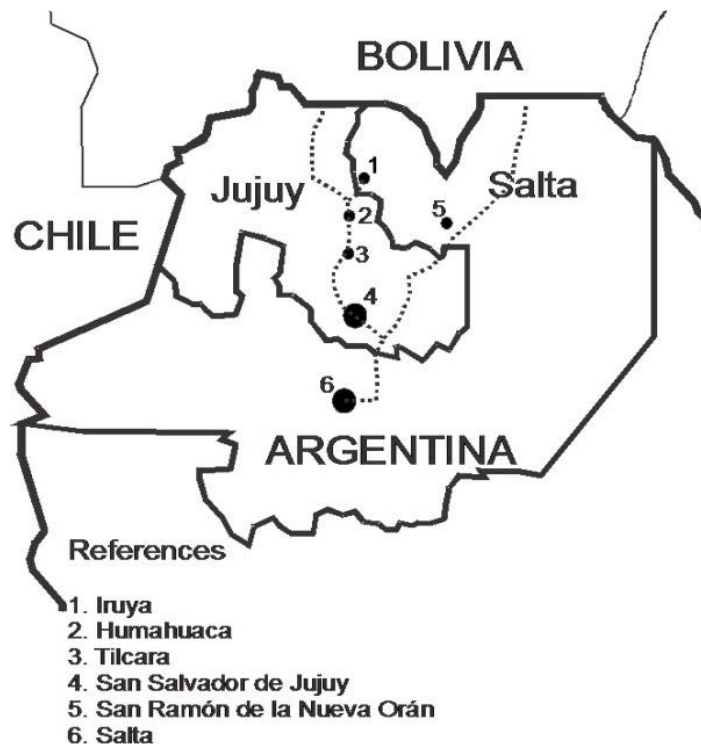 BOLIVIA
1
Jujuy
Salta
2
5
CHILE
3
4
6
ARGENTINA
References
1. Iruya
2. Humahuaca
3. Tilcara
4. San Salvador de Jujuy
5. San Ramón de la Nueva Orán
6. Salta